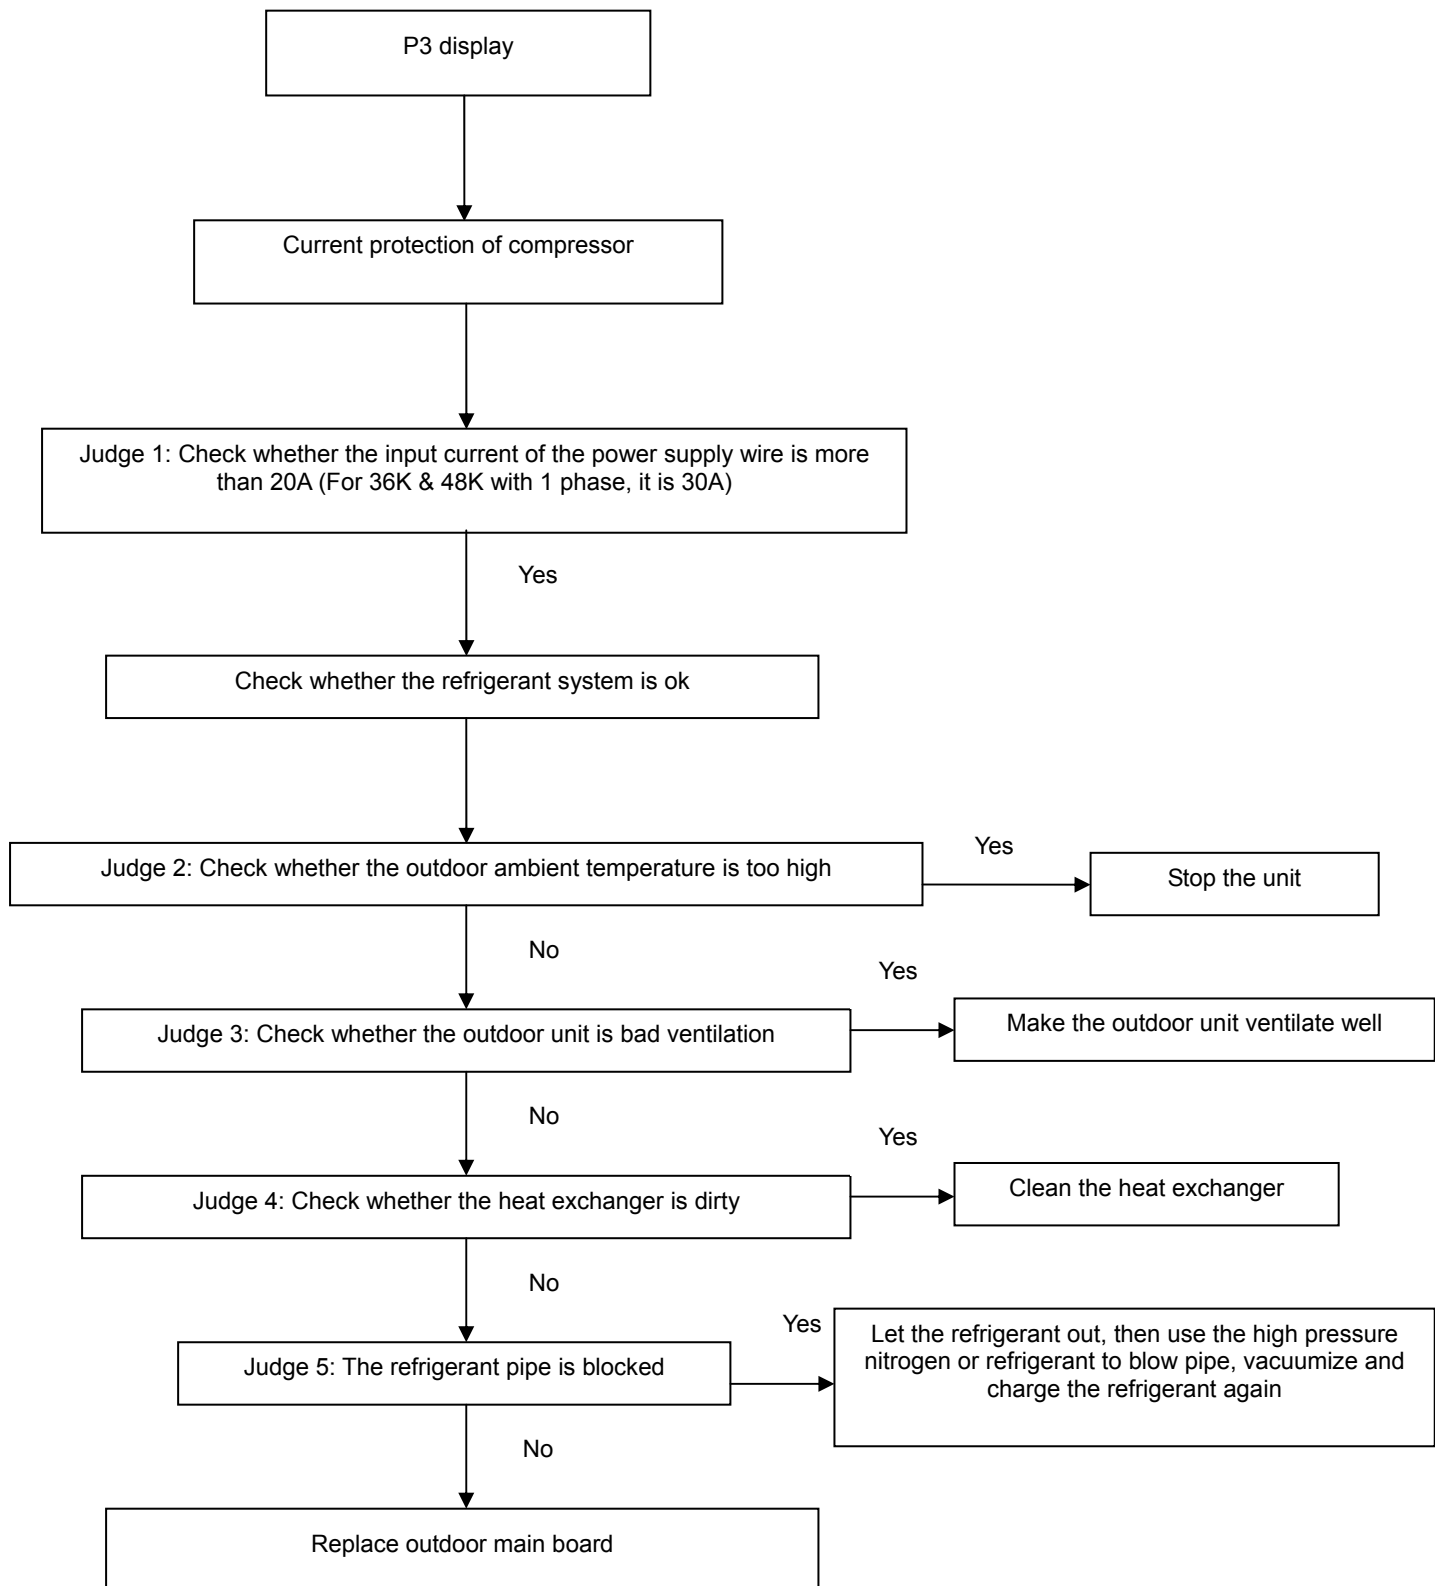 P3 display
Current protection of compressor
Judge 1: Check whether the input current of the power supply wire is more
than 20A (For 36K & 48K with 1 phase, it is 30A)
Yes
Check whether the refrigerant system is ok
Judge 2: Check whether the outdoor ambient temperature is too high
Yes
Stop the unit
No
Judge 3: Check whether the outdoor unit is bad ventilation
Yes
Make the outdoor unit ventilate well
No
Judge 4: Check whether the heat exchanger is dirty
Yes
Clean the heat exchanger
No
Judge 5: The refrigerant pipe is blocked
Yes
Let the refrigerant out, then use the high pressure
nitrogen or refrigerant to blow pipe, vacuumize and
charge the refrigerant again
No
Replace outdoor main board